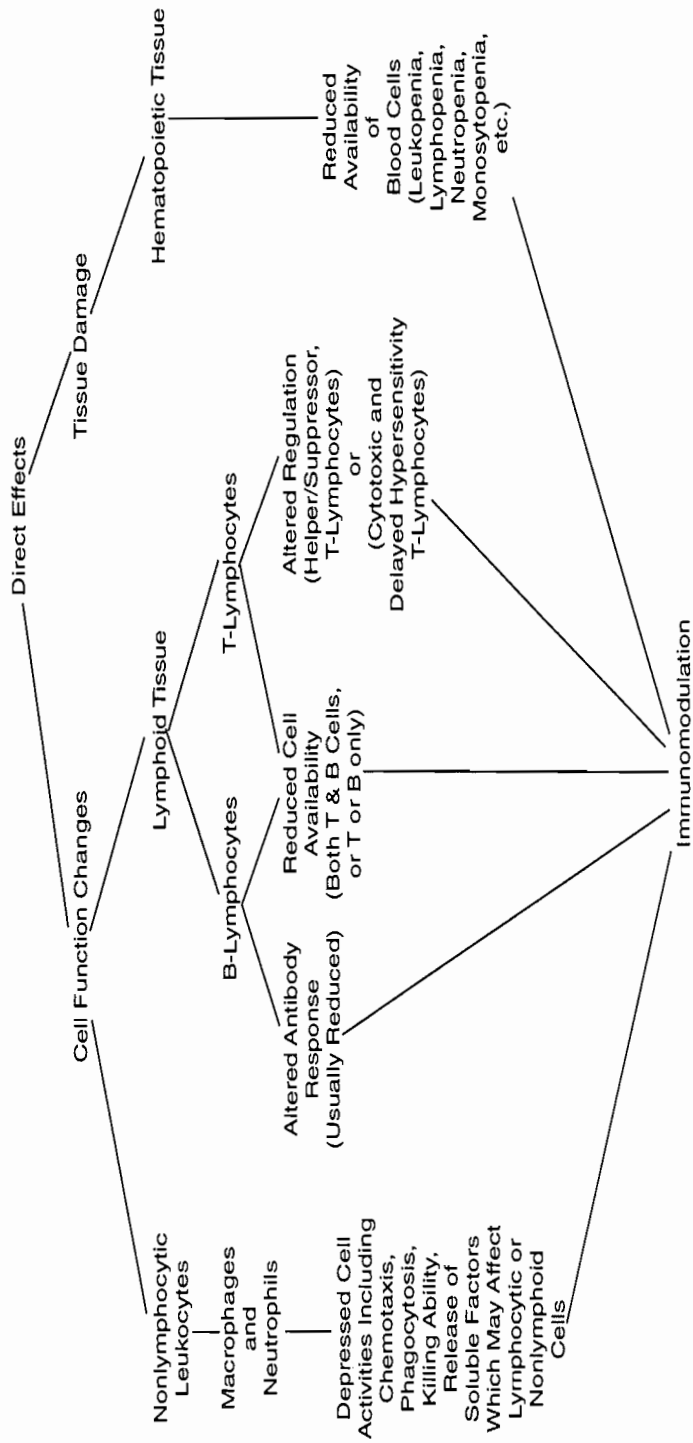 Direct Effects
Cell Function Changes
Tissue Damage
Nonlymphocytic
Leukocytes
Lymphoid Tissue
Hematopoietic Tissue
Macrophages
and
Neutrophils
B-Lymphocytes
T-Lymphocytes
Depressed Cell
Activities Including
Chemotaxis,
Phagocytosis,
Killing Ability,
Release of
Soluble Factors
Which May Affect
Lymphocytic or
Nonlymphoid
Cells
Altered Antibody
Response
(Usually Reduced)
Reduced Cell
Availability
(Both T & B Cells,
or T or B only)
Altered Regulation
(Helper/Suppressor,
T-Lymphocytes)
or
(Cytotoxic and
Delayed Hypersensitivity
T-Lymphocytes)
Reduced
Availability
of
Blood Cells
(Leukopenia,
Lymphopenia,
Neutropenia,
Monosytopenia,
etc.)
Immunomodulation